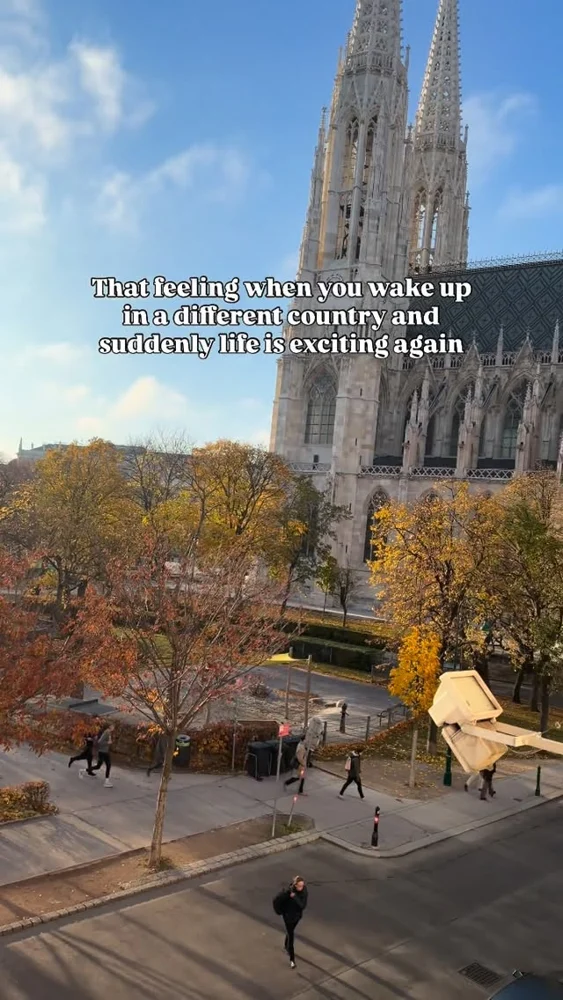 That feeling when you wake up
in a different country and
suddenly life is exciting again